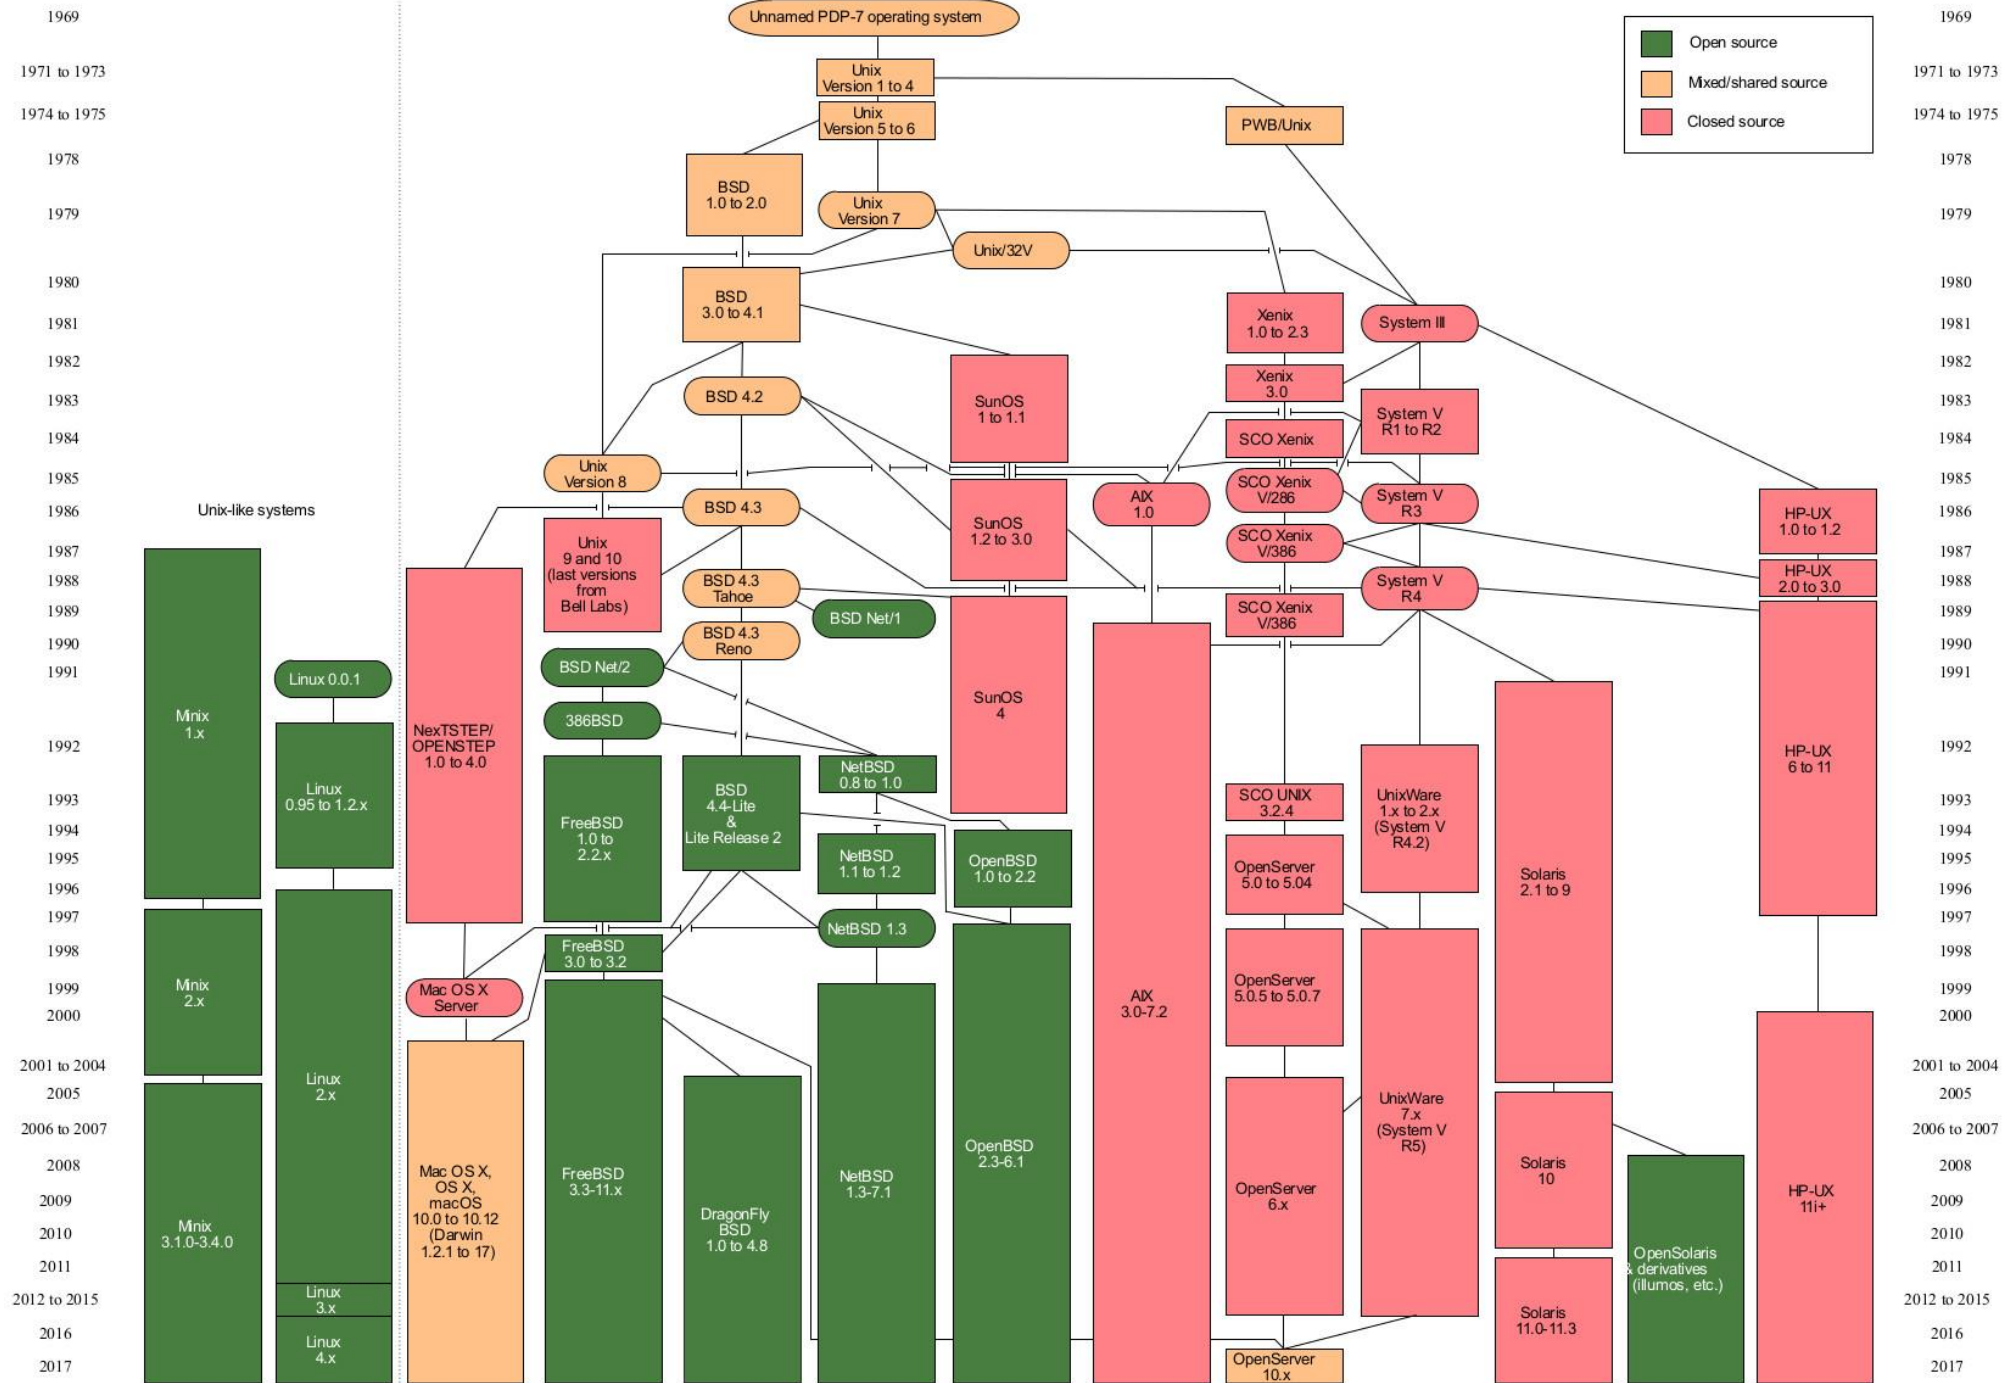 1969
1971 to 1973
1974 to 1975
1978
1979
1980
1981
1982
1983
1984
1985
1986
1987
1988
1989
1990
1991
1992
1993
1994
1995
1996
1997
1998
1999
2000
2001 to 2004
2005
2006 to 2007
2008
2009
2010
2011
2012 to 2015
2016
2017
Unix-like systems
Minix
1.x
Minix
2.x
Minix
3.1.0-3.4.0
Linux 0.0.1
Linux
0.95 to 1.2.x
Linux
2.x
Linux
3.x
Linux
4.x
Unnamed PDP-7 operating system
Unix
Version 1 to 4
Unix
Version 5 to 6
PWB/Unix
BSD
1.0 to 2.0
Unix
Version 7
Unix/32V
BSD
3.0 to 4.1
Xenix
1.0 to 2.3
System III
Xenix
3.0
BSD 4.2
SunOS
1 to 1.1
System V
R1 to R2
SCO Xenix
Unix
Version 8
SCO Xenix
V/286
AIX
1.0
System V
R3
BSD 4.3
SunOS
1.2 to 3.0
HP-UX
1.0 to 1.2
Unix
9 and 10
(last versions
from
Bell Labs)
SCO Xenix
V/386
HP-UX
2.0 to 3.0
BSD 4.3
Tahoe
System V
R4
BSD Net/1
SCO Xenix
V/386
BSD 4.3
Reno
BSD Net/2
SunOS
4
386BSD
NexTSTEP/
OPENSTEP
1.0 to 4.0
HP-UX
6 to 11
NetBSD
0.8 to 1.0
BSD
4.4-Lite
&
Lite Release 2
SCO UNIX
3.2.4
UnixWare
1.x to 2.x
(System V
R4.2)
FreeBSD
1.0 to
2.2.x
NetBSD
1.1 to 1.2
OpenBSD
1.0 to 2.2
OpenServer
5.0 to 5.04
Solaris
2.1 to 9
NetBSD 1.3
FreeBSD
3.0 to 3.2
OpenServer
5.0.5 to 5.0.7
Mac OS X
Server
AIX
3.0-7.2
UnixWare
7.x
(System V
R5)
Mac OS X,
OS X,
macOS
10.0 to 10.12
(Darwin
1.2.1 to 17)
FreeBSD
3.3-11.x
DragonFly
BSD
1.0 to 4.8
NetBSD
1.3-7.1
OpenBSD
2.3-6.1
OpenServer
6.x
Solaris
10
HP-UX
11i+
OpenSolaris
& derivatives
(illumos, etc.)
Solaris
11.0-11.3
OpenServer
10.x
Open source
Mixed/shared source
Closed source
1969
1971 to 1973
1974 to 1975
1978
1979
1980
1981
1982
1983
1984
1985
1986
1987
1988
1989
1990
1991
1992
1993
1994
1995
1996
1997
1998
1999
2000
2001 to 2004
2005
2006 to 2007
2008
2009
2010
2011
2012 to 2015
2016
2017